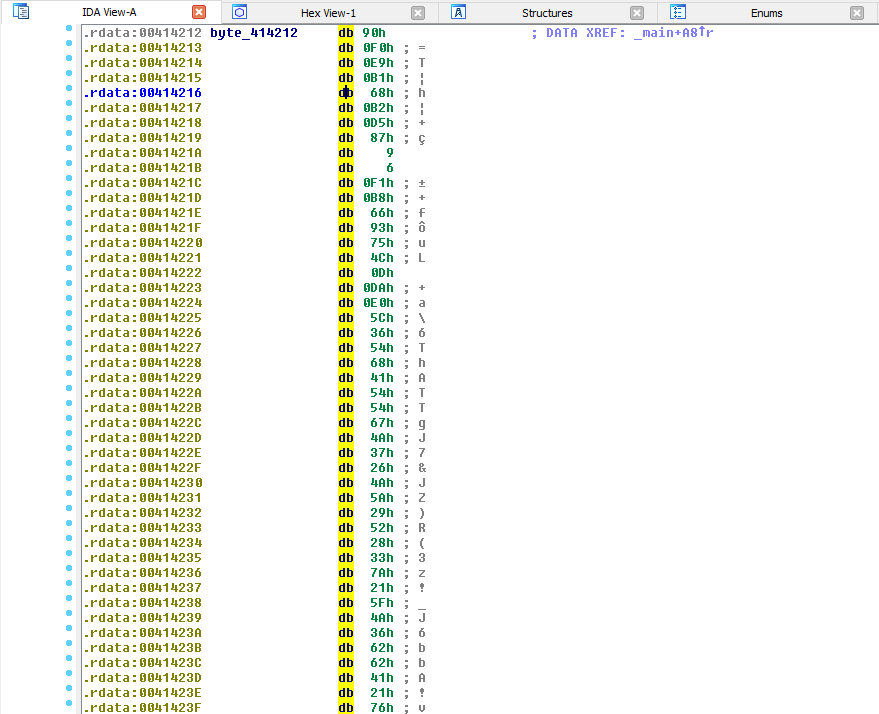 IDA View-A Hex View-1 Structures Enums
.rdata:00414212 byte_414212 db 90h ; DATA XREF: _main+A8↑r
.rdata:00414213 db 0F0h ; =
.rdata:00414214 db 0E9h ; T
.rdata:00414215 db 0B1h ; ¦
.rdata:00414216 db 68h ; h
.rdata:00414217 db 0B2h ; ¦
.rdata:00414218 db 0D5h ; +
.rdata:00414219 db 87h ; ç
.rdata:0041421A db 9
.rdata:0041421B db 6
.rdata:0041421C db 0F1h ; ±
.rdata:0041421D db 0B8h ; +
.rdata:0041421E db 66h ; f
.rdata:0041421F db 93h ; ô
.rdata:00414220 db 75h ; u
.rdata:00414221 db 4Ch ; L
.rdata:00414222 db 0Dh
.rdata:00414223 db 0DAh ; +
.rdata:00414224 db 0E0h ; a
.rdata:00414225 db 5Ch ; \
.rdata:00414226 db 36h ; 6
.rdata:00414227 db 54h ; T
.rdata:00414228 db 68h ; h
.rdata:00414229 db 41h ; A
.rdata:0041422A db 54h ; T
.rdata:0041422B db 54h ; T
.rdata:0041422C db 67h ; g
.rdata:0041422D db 4Ah ; J
.rdata:0041422E db 37h ; 7
.rdata:0041422F db 26h ; &
.rdata:00414230 db 4Ah ; J
.rdata:00414231 db 5Ah ; Z
.rdata:00414232 db 29h ; )
.rdata:00414233 db 52h ; R
.rdata:00414234 db 28h ; (
.rdata:00414235 db 33h ; 3
.rdata:00414236 db 7Ah ; z
.rdata:00414237 db 21h ; !
.rdata:00414238 db 5Fh ; _
.rdata:00414239 db 4Ah ; J
.rdata:0041423A db 36h ; 6
.rdata:0041423B db 62h ; b
.rdata:0041423C db 62h ; b
.rdata:0041423D db 41h ; A
.rdata:0041423E db 21h ; !
.rdata:0041423F db 76h ; v